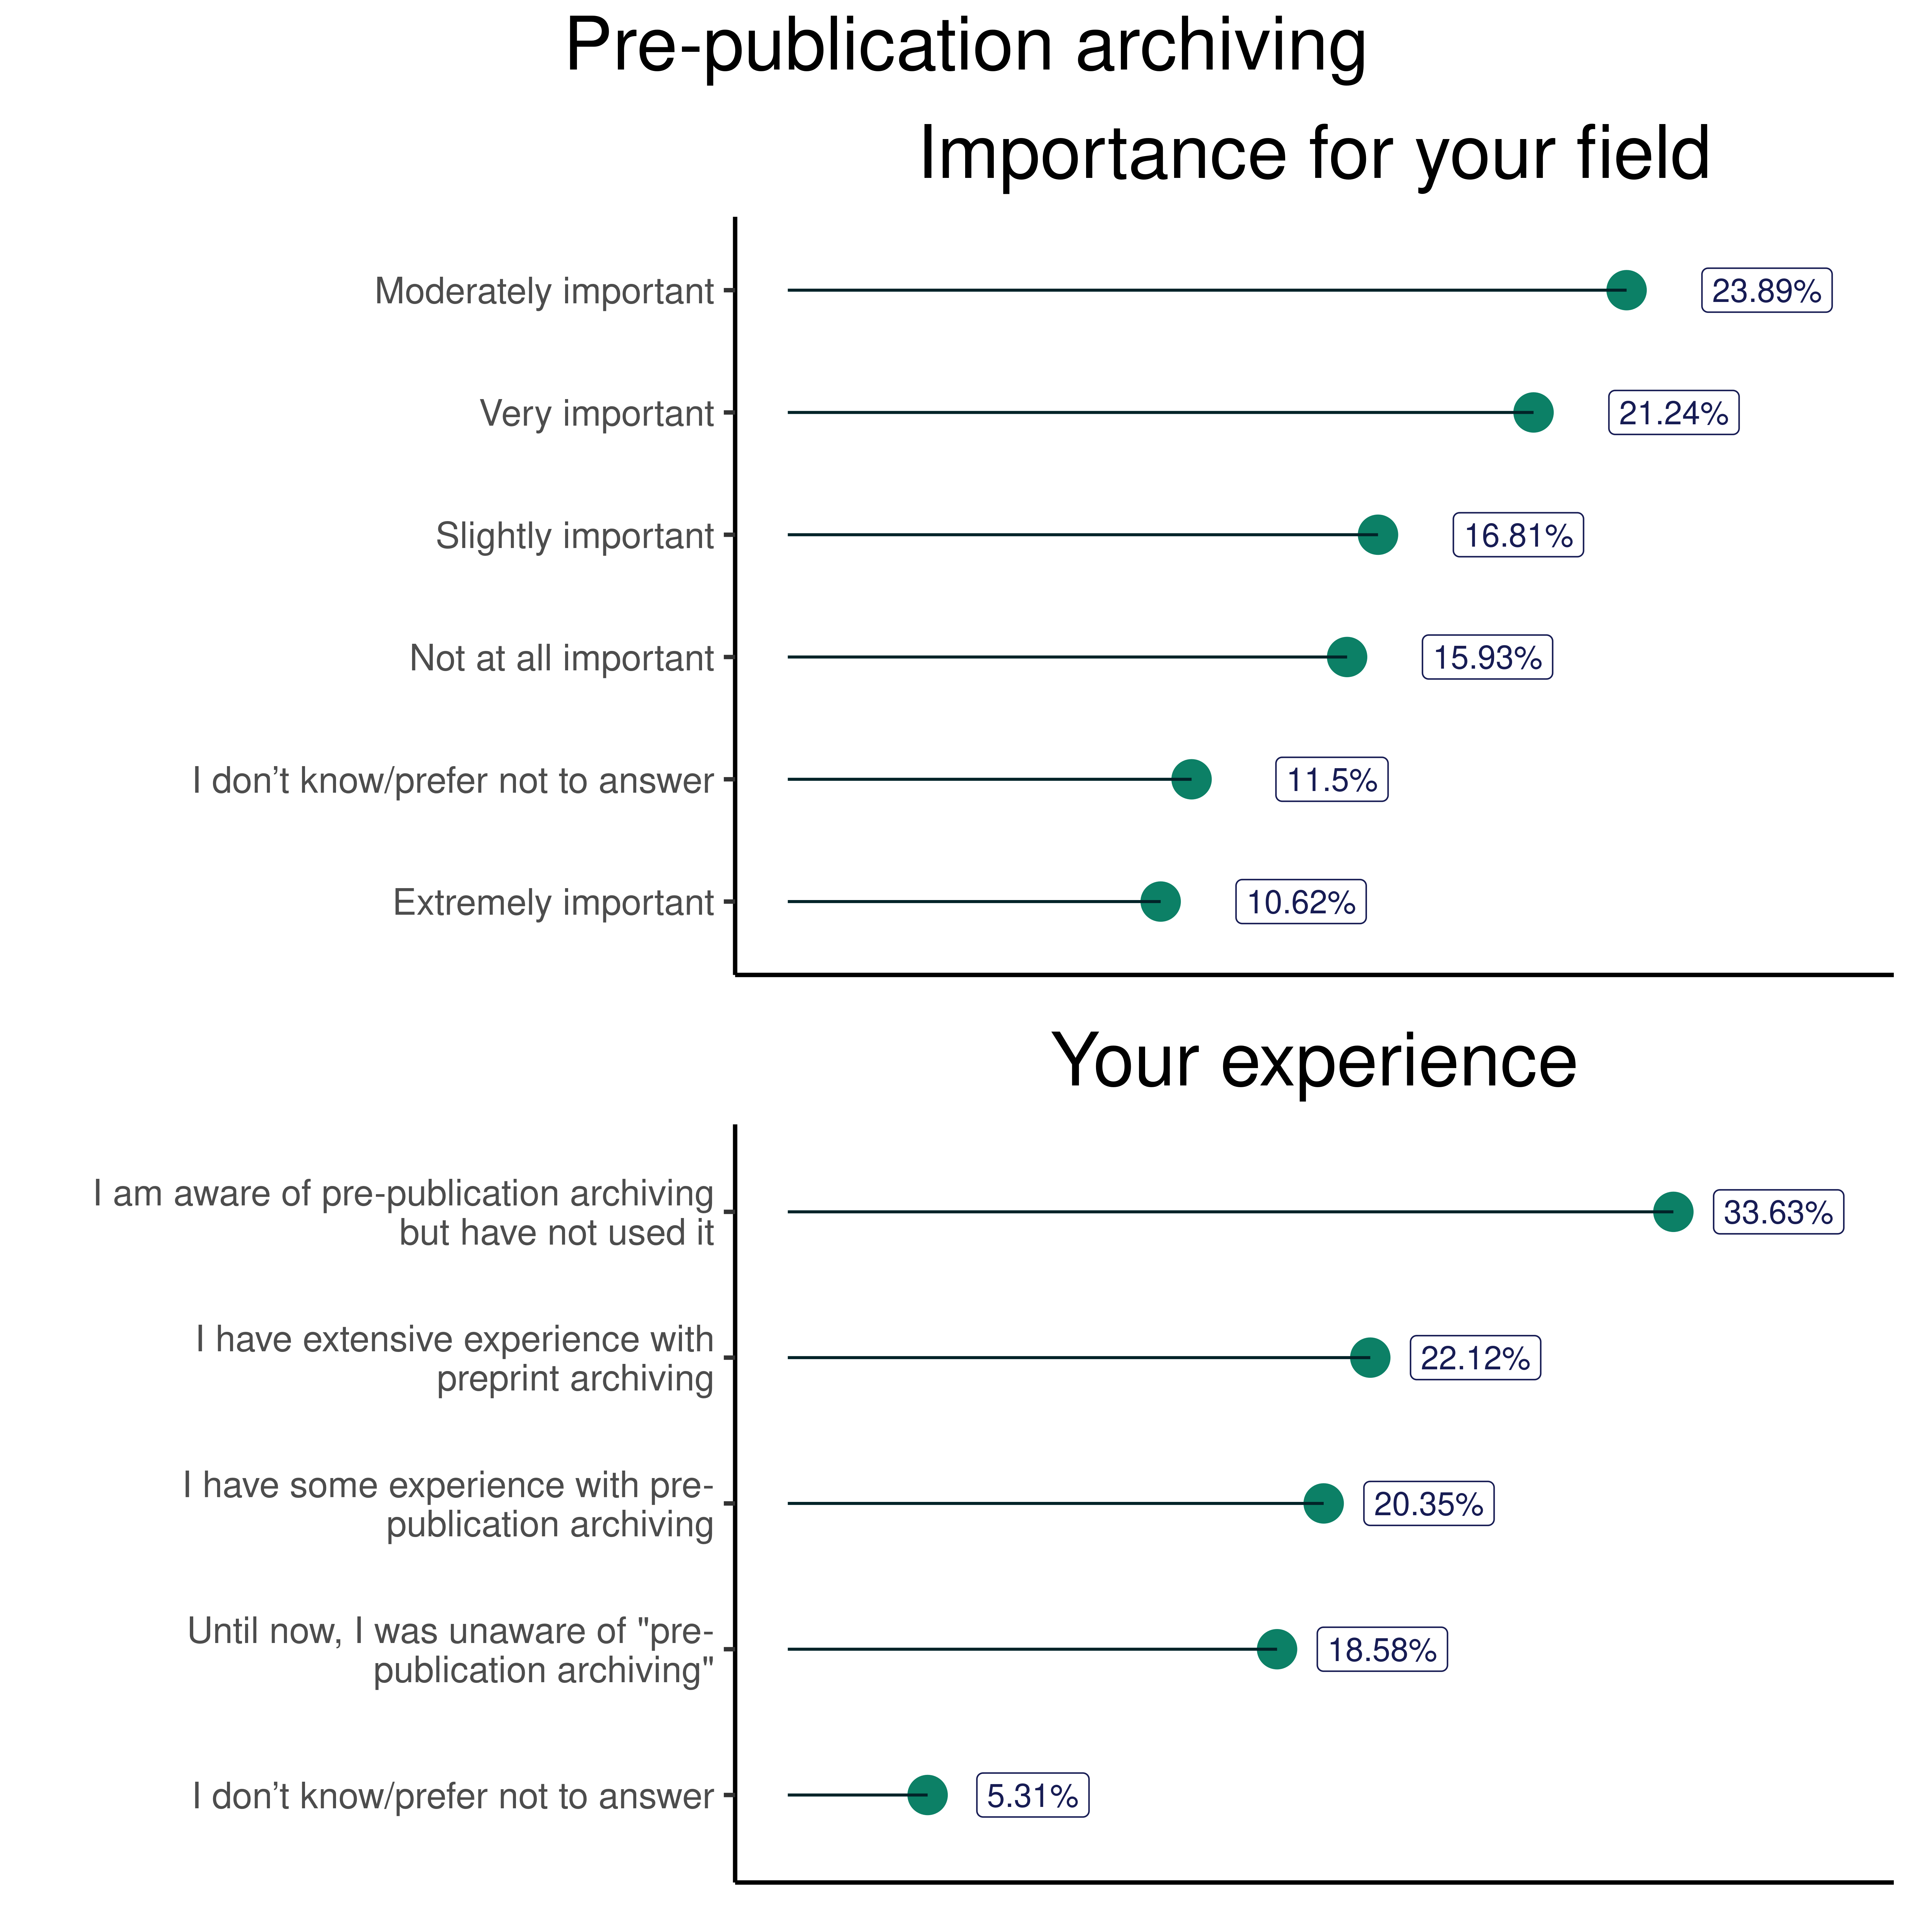 Pre-publication archiving
Importance for your field
Moderately important
23.89%
Very important
21.24%
Slightly important
16.81%
Not at all important
15.93%
I don’t know/prefer not to answer
11.5%
Extremely important
10.62%
Your experience
I am aware of pre-publication archiving
but have not used it
33.63%
I have extensive experience with
preprint archiving
22.12%
I have some experience with pre-
publication archiving
20.35%
Until now, I was unaware of "pre-
publication archiving"
18.58%
I don’t know/prefer not to answer
5.31%